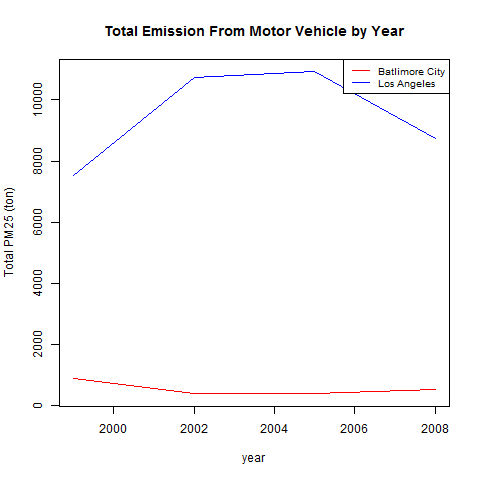 Total Emission From Motor Vehicle by Year
Batlimore City
Los Angeles
Total PM25 (ton)
10000
8000
6000
4000
2000
0
2000 2002 2004 2006 2008
year